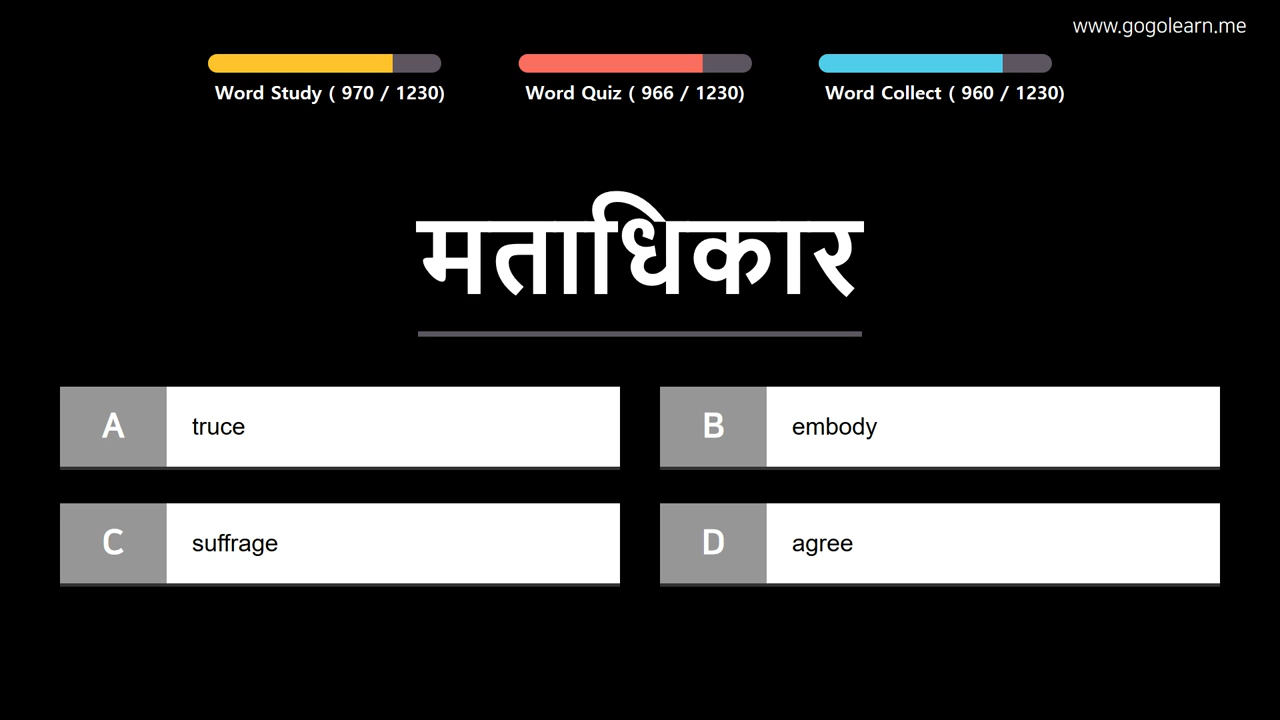 www.gogolearn.me
Word Study ( 970 / 1230)
Word Quiz ( 966 / 1230)
Word Collect ( 960 / 1230)
मताधिकार
A truce
B embody
C suffrage
D agree